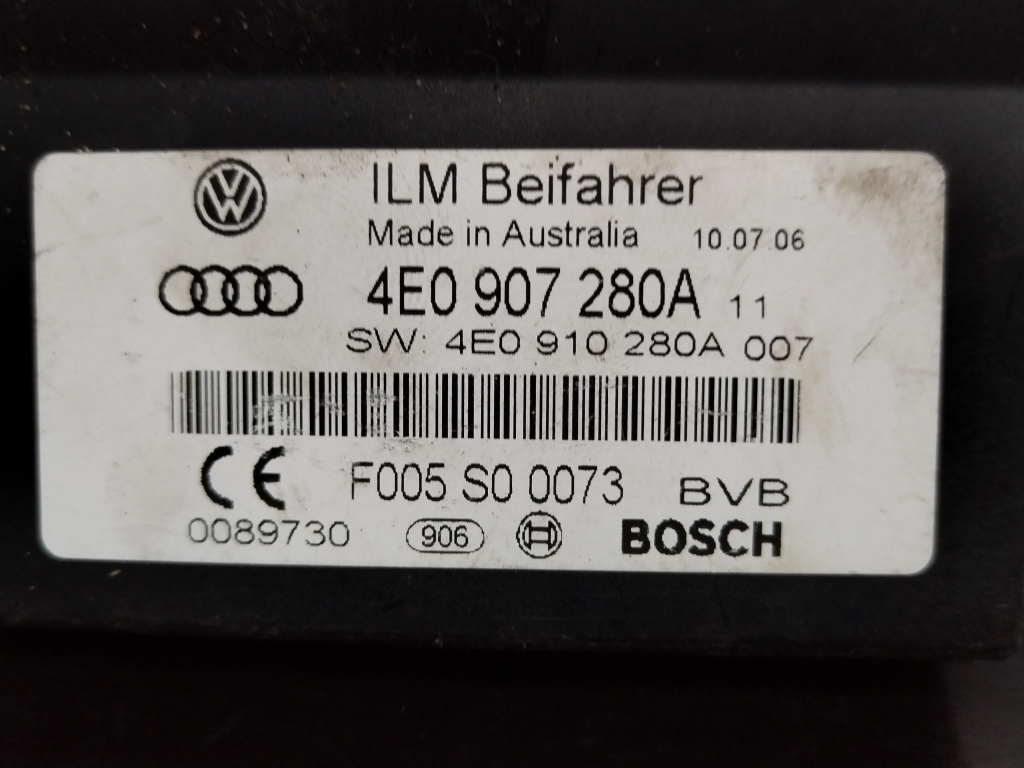 ILM Beifahrer
Made in Australia 10.07.06
4E0 907 280A 11
SW: 4E0 910 280A 007
CE F005 S0 0073 BVB
0089730 906 BOSCH